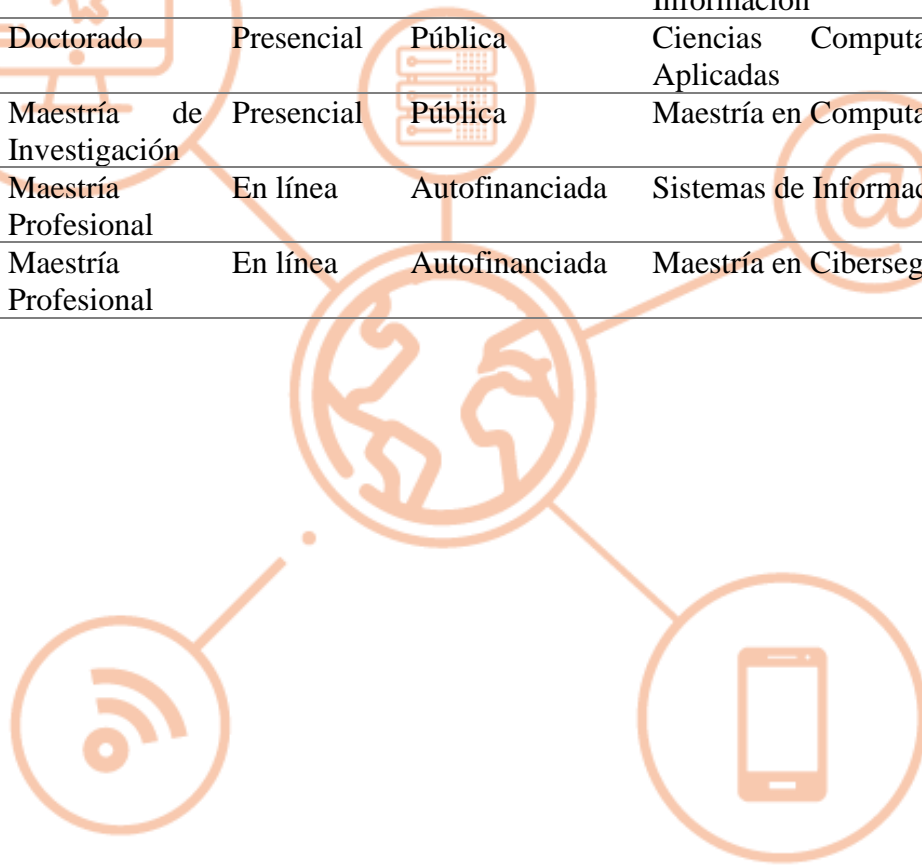 Información
Doctorado Presencial Pública Ciencias Computa
Aplicadas
Maestría de Presencial Pública Maestría en Computa
Investigación
Maestría En línea Autofinanciada Sistemas de Informac
Profesional
Maestría En línea Autofinanciada Maestría en Ciberseg
Profesional
@